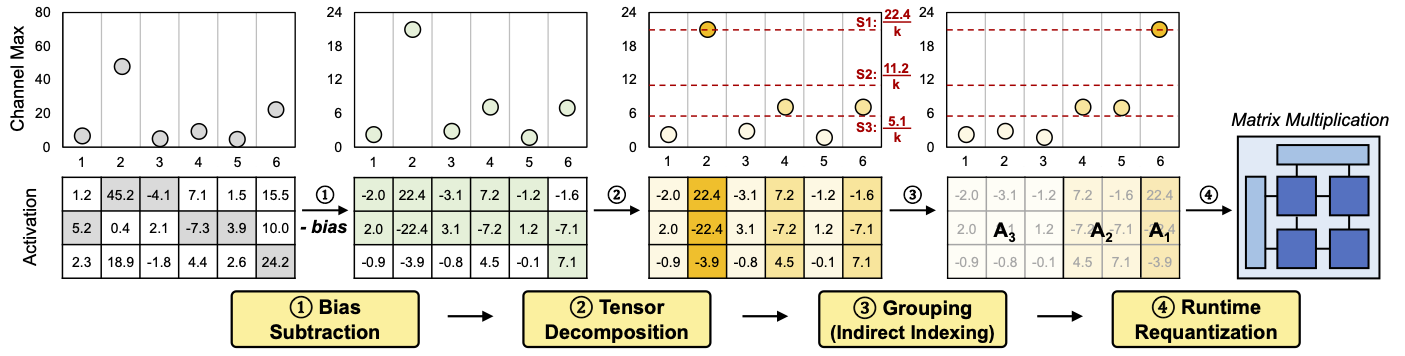 Channel Max
80
60
40
20
0
1 2 3 4 5 6
24
18
12
6
0
1 2 3 4 5 6
24
18
12
6
0
S1: 22.4
k
S2: 11.2
k
S3: 5.1
k
1 2 3 4 5 6
24
18
12
6
0
1 2 3 4 5 6
Activation
1.2 45.2 -4.1 7.1 1.5 15.5
5.2 0.4 2.1 -7.3 3.9 10.0
2.3 18.9 -1.8 4.4 2.6 24.2
①
- bias
-2.0 22.4 -3.1 7.2 -1.2 -1.6
2.0 -22.4 3.1 -7.2 1.2 -7.1
-0.9 -3.9 -0.8 4.5 -0.1 7.1
②
-2.0 22.4 -3.1 7.2 -1.2 -1.6
2.0 -22.4 3.1 -7.2 1.2 -7.1
-0.9 -3.9 -0.8 4.5 -0.1 7.1
③
-2.0 -3.1 -1.2 7.2 -1.6 22.4
2.0 A3 1.2 A2 -7.1 A1
-0.9 -0.8 -0.1 4.5 7.1 -3.9
④
Matrix Multiplication
① Bias
Subtraction
② Tensor
Decomposition
③ Grouping
(Indirect Indexing)
④ Runtime
Requantization